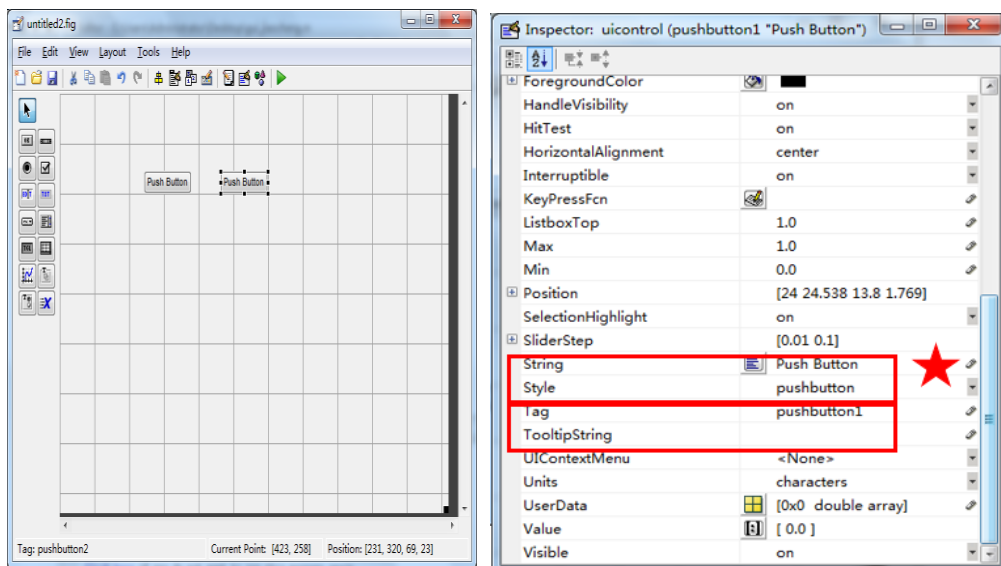 untitled2.fig
File Edit View Layout Tools Help
Push Button Push Button
Tag: pushbutton2 Current Point: [423, 258] Position: [231, 320, 69, 23]
Inspector: uicontrol (pushbutton1 "Push Button")
ForegroundColor
HandleVisibility on
HitTest on
HorizontalAlignment center
Interruptible on
KeyPressFcn
ListboxTop 1.0
Max 1.0
Min 0.0
Position [24 24.538 13.8 1.769]
SelectionHighlight on
SliderStep [0.01 0.1]
String Push Button
Style pushbutton
Tag pushbutton1
TooltipString
UIContextMenu <None>
Units characters
UserData [0x0 double array]
Value [ 0.0 ]
Visible on